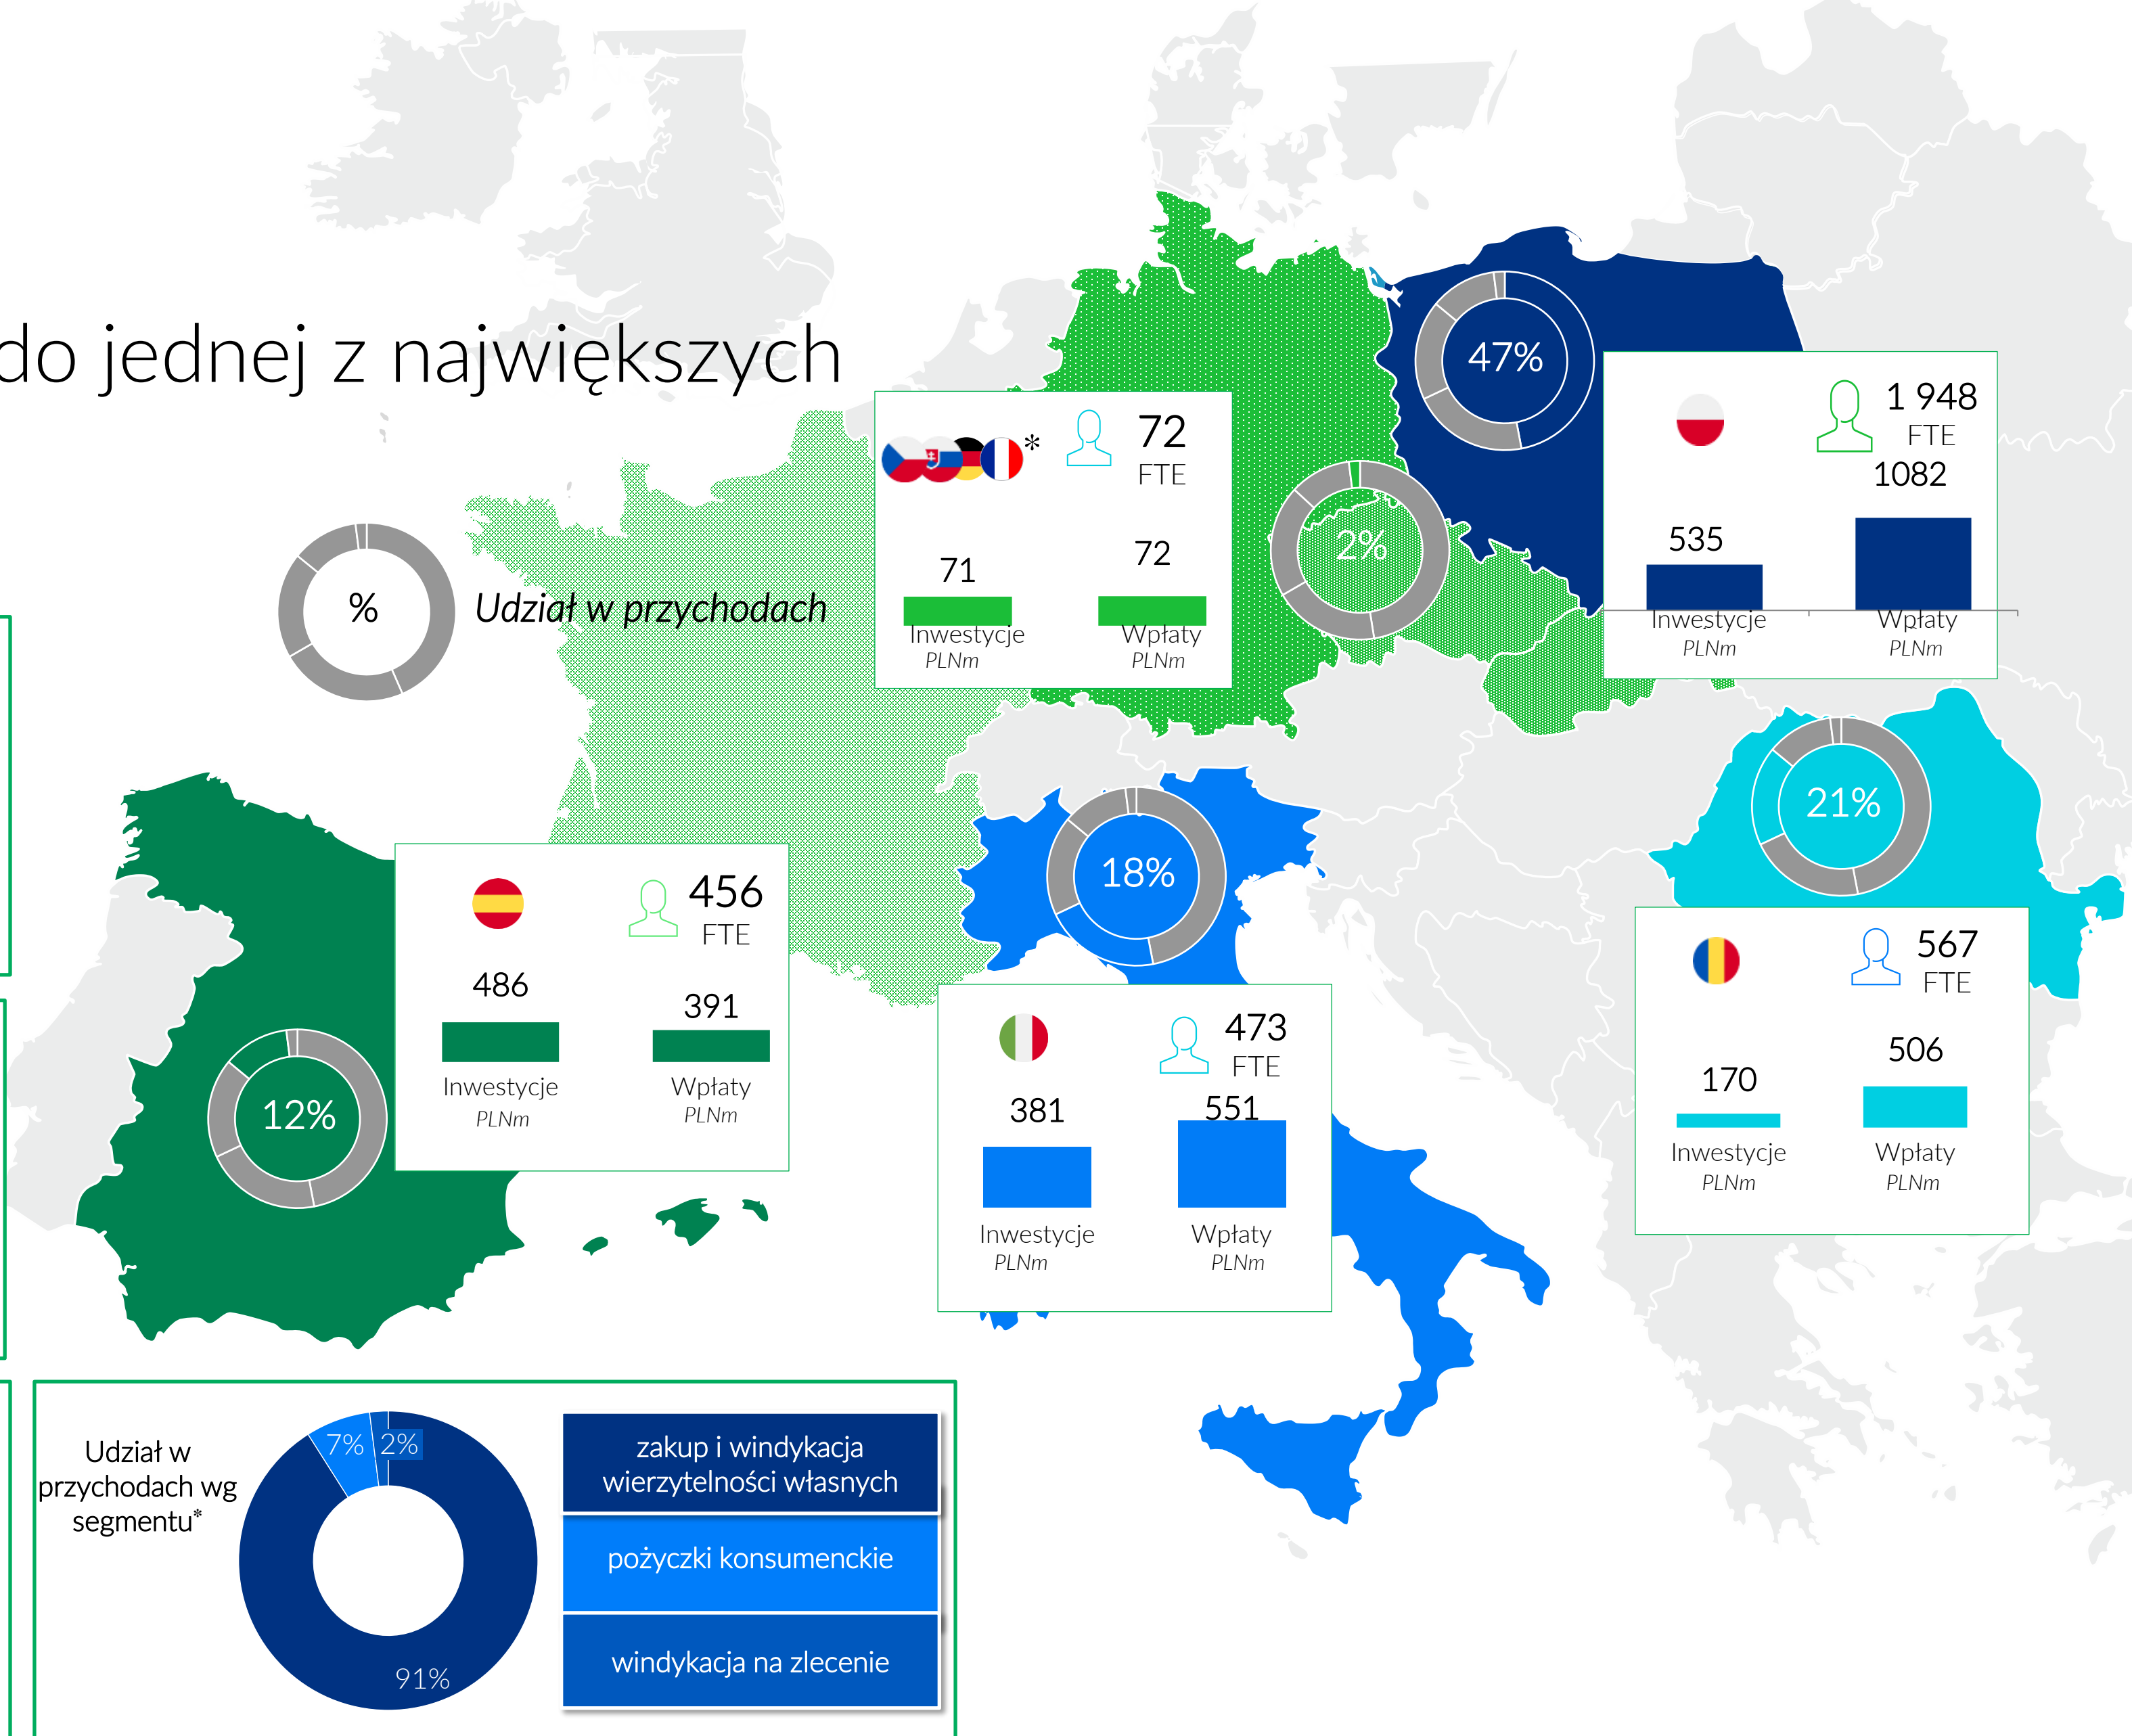 do jednej z największych
47%
1 948
FTE
1082
535
Inwestycje
PLNm
Wpłaty
PLNm
*
72
FTE
71
72
Inwestycje
PLNm
Wpłaty
PLNm
2%
%
Udział w przychodach
21%
18%
456
FTE
486
391
Inwestycje
PLNm
Wpłaty
PLNm
12%
473
FTE
381
551
Inwestycje
PLNm
Wpłaty
PLNm
567
FTE
170
506
Inwestycje
PLNm
Wpłaty
PLNm
Udział w
przychodach wg
segmentu*
7%
2%
91%
zakup i windykacja
wierzytelności własnych
pożyczki konsumenckie
windykacja na zlecenie